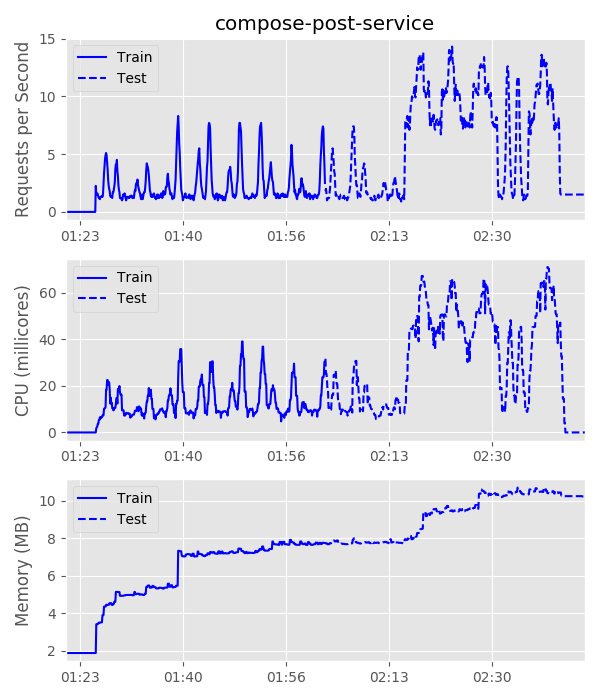 compose-post-service
Requests per Second
15
10
5
0
Train
Test
01:23 01:40 01:56 02:13 02:30
CPU (millicores)
60
40
20
0
Train
Test
01:23 01:40 01:56 02:13 02:30
Memory (MB)
10
8
6
4
2
Train
Test
01:23 01:40 01:56 02:13 02:30